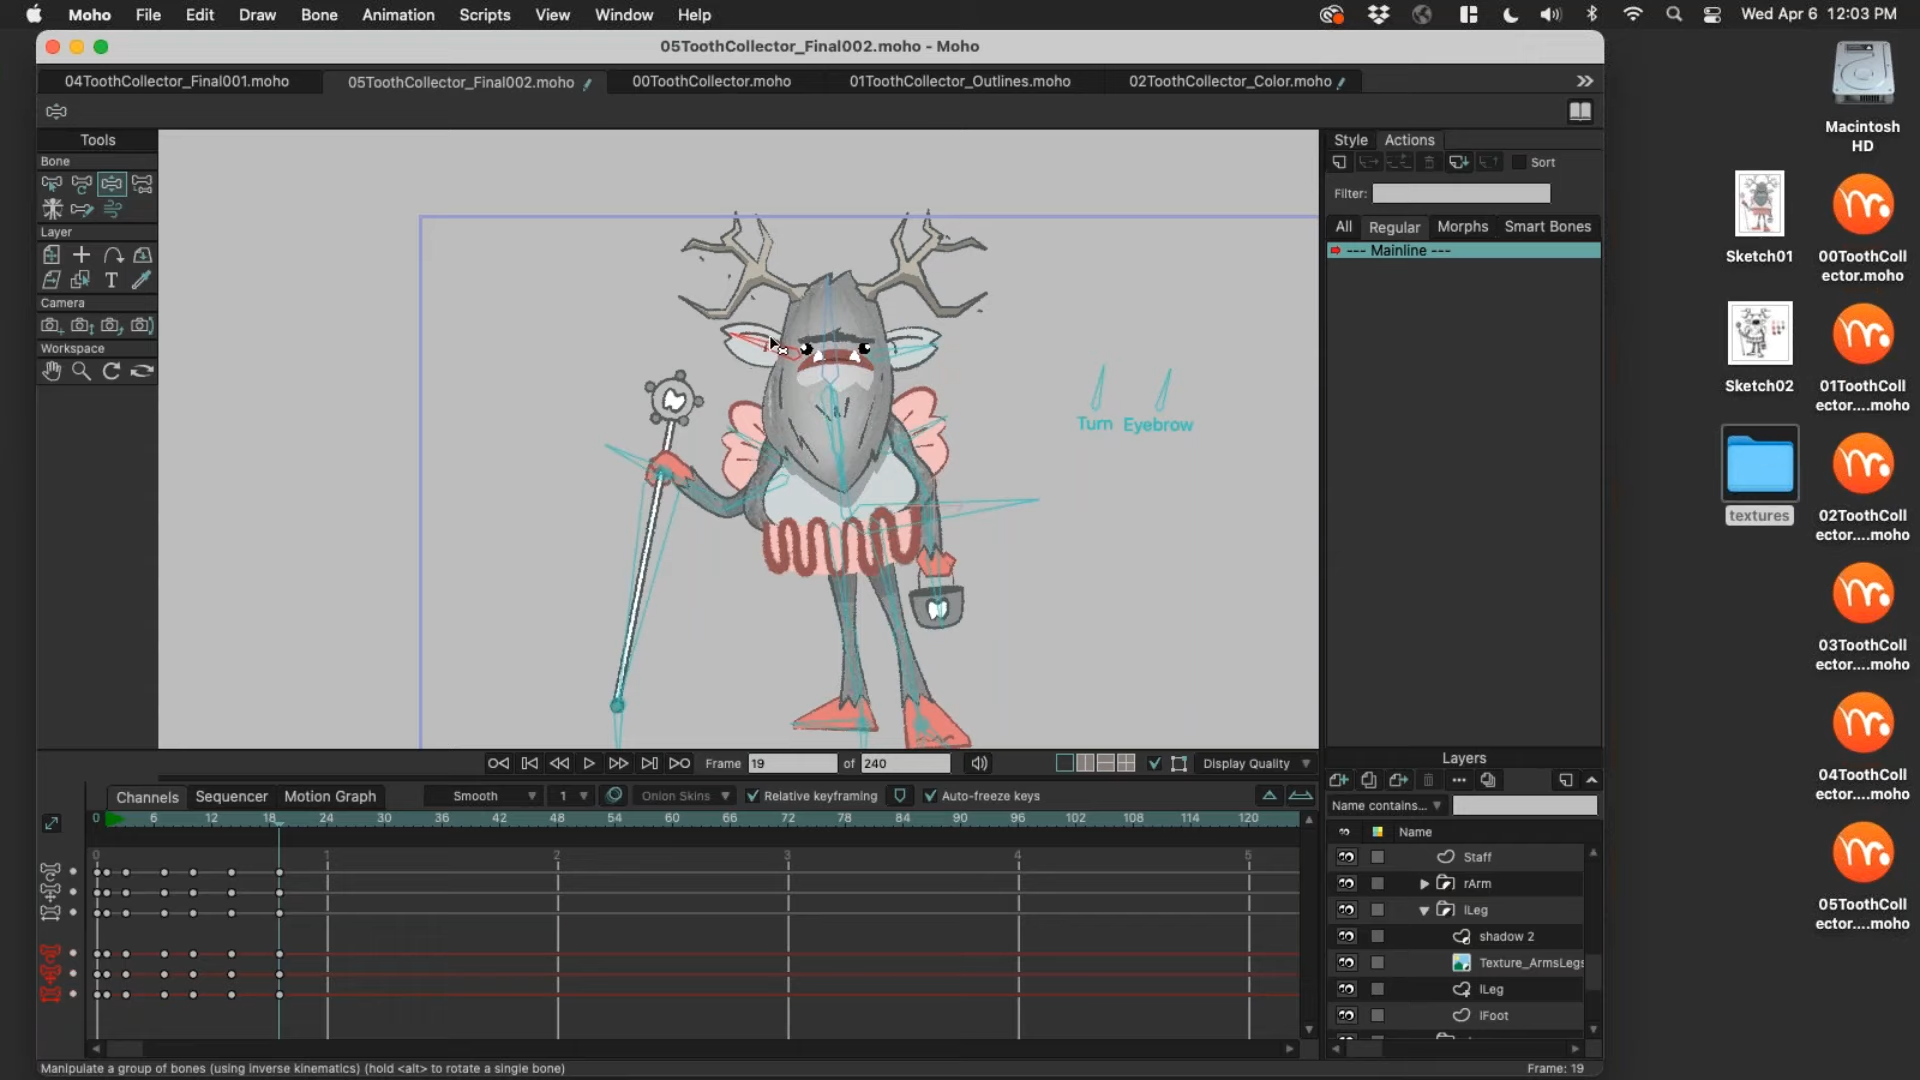 Moho File Edit Draw Bone Animation Scripts View Window Help Wed Apr 6 12:03 PM
05ToothCollector_Final002.moho - Moho
04ToothCollector_Final001.moho 05ToothCollector_Final002.moho 00ToothCollector.moho 01ToothCollector_Outlines.moho 02ToothCollector_Color.moho
Tools
Bone
Layer
T
Camera
Workspace
Turn Eyebrow
Style Actions
Sort
Filter:
All Regular Morphs Smart Bones
--- Mainline ---
Frame 19 of 240 Display Quality
Channels Sequencer Motion Graph Smooth 1 Onion Skins Relative keyframing Auto-freeze keys
0 6 12 18 24 30 36 42 48 54 60 66 72 78 84 90 96 102 108 114 120
0 1 2 3 4 5
Layers
Name contains...
Name
Staff
rArm
lLeg
shadow 2
Texture_ArmsLegs
lLeg
lFoot
Manipulate a group of bones (using inverse kinematics) (hold <alt> to rotate a single bone) Frame: 19
Macintosh
HD
Sketch01
00ToothColl
ector.moho
Sketch02
01ToothColl
ector....moho
textures
02ToothColl
ector....moho
03ToothColl
ector....moho
04ToothColl
ector....moho
05ToothColl
ector....moho